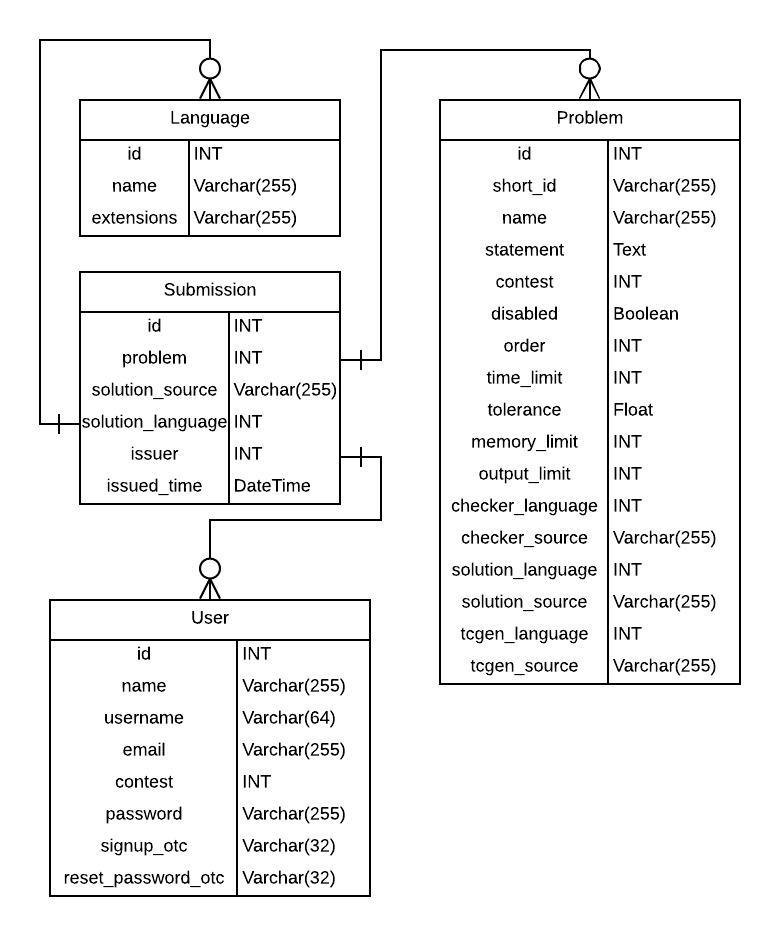 Language
id INT
name Varchar(255)
extensions Varchar(255)
Submission
id INT
problem INT
solution_source Varchar(255)
solution_language INT
issuer INT
issued_time DateTime
User
id INT
name Varchar(255)
username Varchar(64)
email Varchar(255)
contest INT
password Varchar(255)
signup_otc Varchar(32)
reset_password_otc Varchar(32)
Problem
id INT
short_id Varchar(255)
name Varchar(255)
statement Text
contest INT
disabled Boolean
order INT
time_limit INT
tolerance Float
memory_limit INT
output_limit INT
checker_language INT
checker_source Varchar(255)
solution_language INT
solution_source Varchar(255)
tcgen_language INT
tcgen_source Varchar(255)